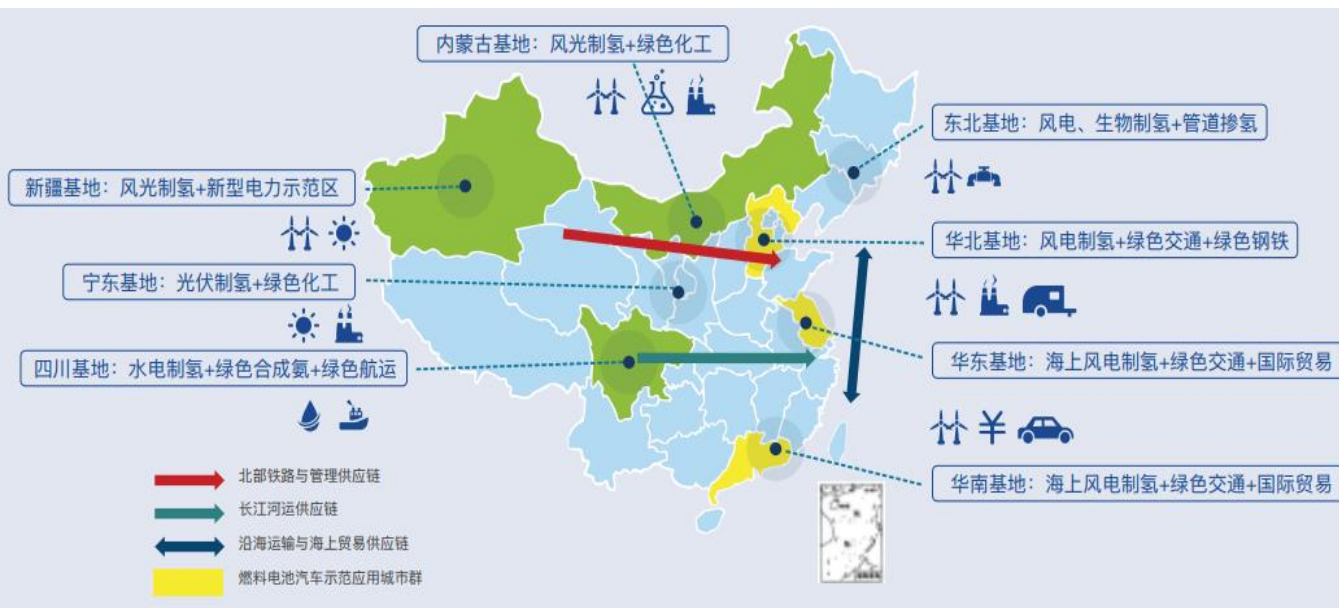 内蒙古基地：风光制氢+绿色化工
东北基地：风电、生物制氢+管道掺氢
新疆基地：风光制氢+新型电力示范区
华北基地：风电制氢+绿色交通+绿色钢铁
宁东基地：光伏制氢+绿色化工
四川基地：水电制氢+绿色合成氨+绿色航运
华东基地：海上风电制氢+绿色交通+国际贸易
华南基地：海上风电制氢+绿色交通+国际贸易
北部铁路与管理供应链
长江河运供应链
沿海运输与海上贸易供应链
燃料电池汽车示范应用城市群